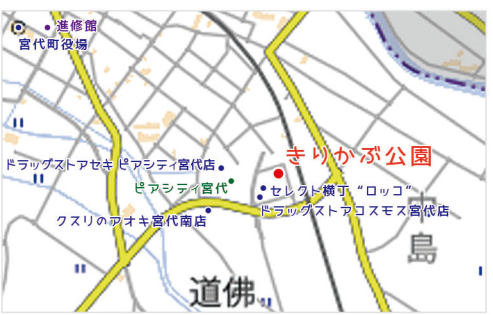 進修館
宮代町役場
きりかぶ公園
ドラッグストアセキ ピアシティ宮代店
ピアシティ宮代
セレクト横丁 “ロッコ”
ドラッグストアコスモス宮代店
クスリのアオキ宮代南店
中島
道佛